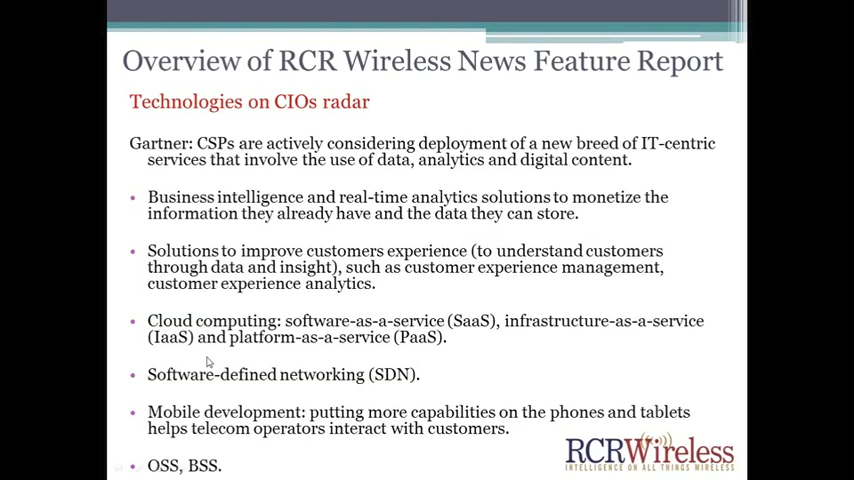 Overview of RCR Wireless News Feature Report
Technologies on CIOs radar
Gartner: CSPs are actively considering deployment of a new breed of IT-centric
services that involve the use of data, analytics and digital content.
• Business intelligence and real-time analytics solutions to monetize the
information they already have and the data they can store.
• Solutions to improve customers experience (to understand customers
through data and insight), such as customer experience management,
customer experience analytics.
• Cloud computing: software-as-a-service (SaaS), infrastructure-as-a-service
(IaaS) and platform-as-a-service (PaaS).
• Software-defined networking (SDN).
• Mobile development: putting more capabilities on the phones and tablets
helps telecom operators interact with customers.
• OSS, BSS.
RCRWireless
INTELLIGENCE ON ALL THINGS WIRELESS